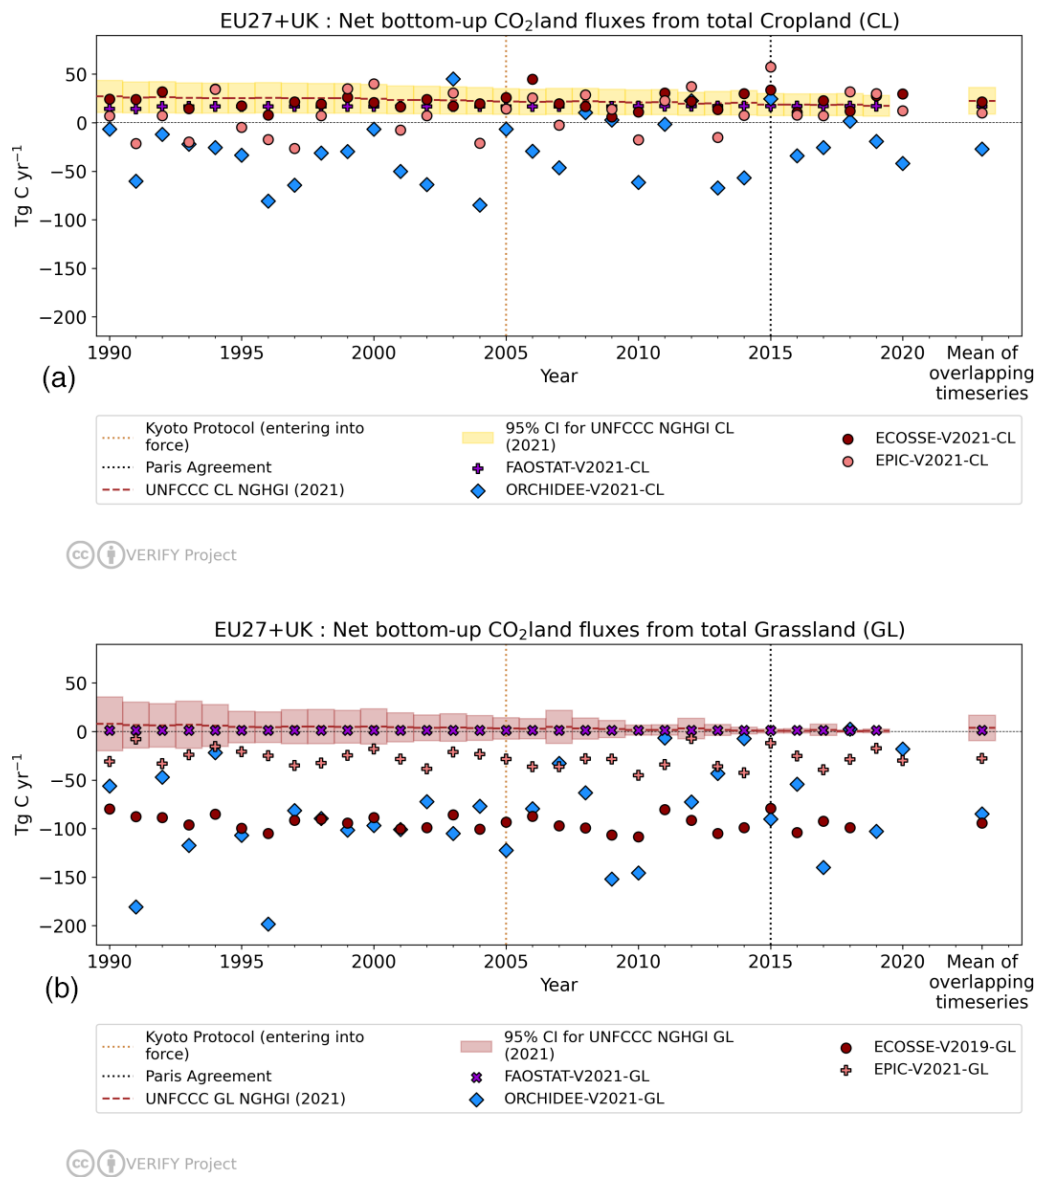 EU27+UK : Net bottom-up CO₂land fluxes from total Cropland (CL)
Tg C yr⁻¹
50
0
−50
−100
−150
−200
1990
1995
2000
2005
2010
2015
2020
Mean of
overlapping
timeseries
Year
(a)
Kyoto Protocol (entering into
force)
Paris Agreement
UNFCCC CL NGHGI (2021)
95% CI for UNFCCC NGHGI CL
(2021)
FAOSTAT-V2021-CL
ORCHIDEE-V2021-CL
ECOSSE-V2021-CL
EPIC-V2021-CL
cc VERIFY Project
EU27+UK : Net bottom-up CO₂land fluxes from total Grassland (GL)
Tg C yr⁻¹
50
0
−50
−100
−150
−200
1990
1995
2000
2005
2010
2015
2020
Mean of
overlapping
timeseries
Year
(b)
Kyoto Protocol (entering into
force)
Paris Agreement
UNFCCC GL NGHGI (2021)
95% CI for UNFCCC NGHGI GL
(2021)
FAOSTAT-V2021-GL
ORCHIDEE-V2021-GL
ECOSSE-V2019-GL
EPIC-V2021-GL
cc VERIFY Project